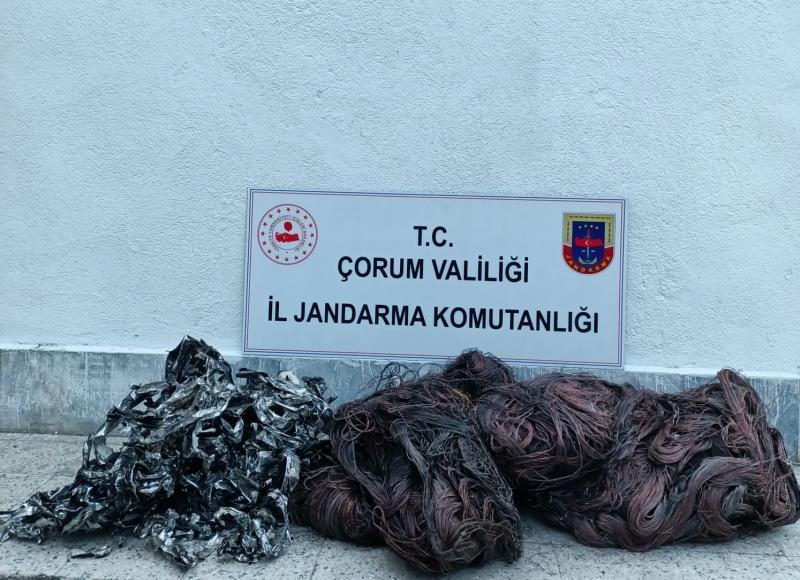 T.C.
ÇORUM VALİLİĞİ
İL JANDARMA KOMUTANLIĞI
JANDARMA